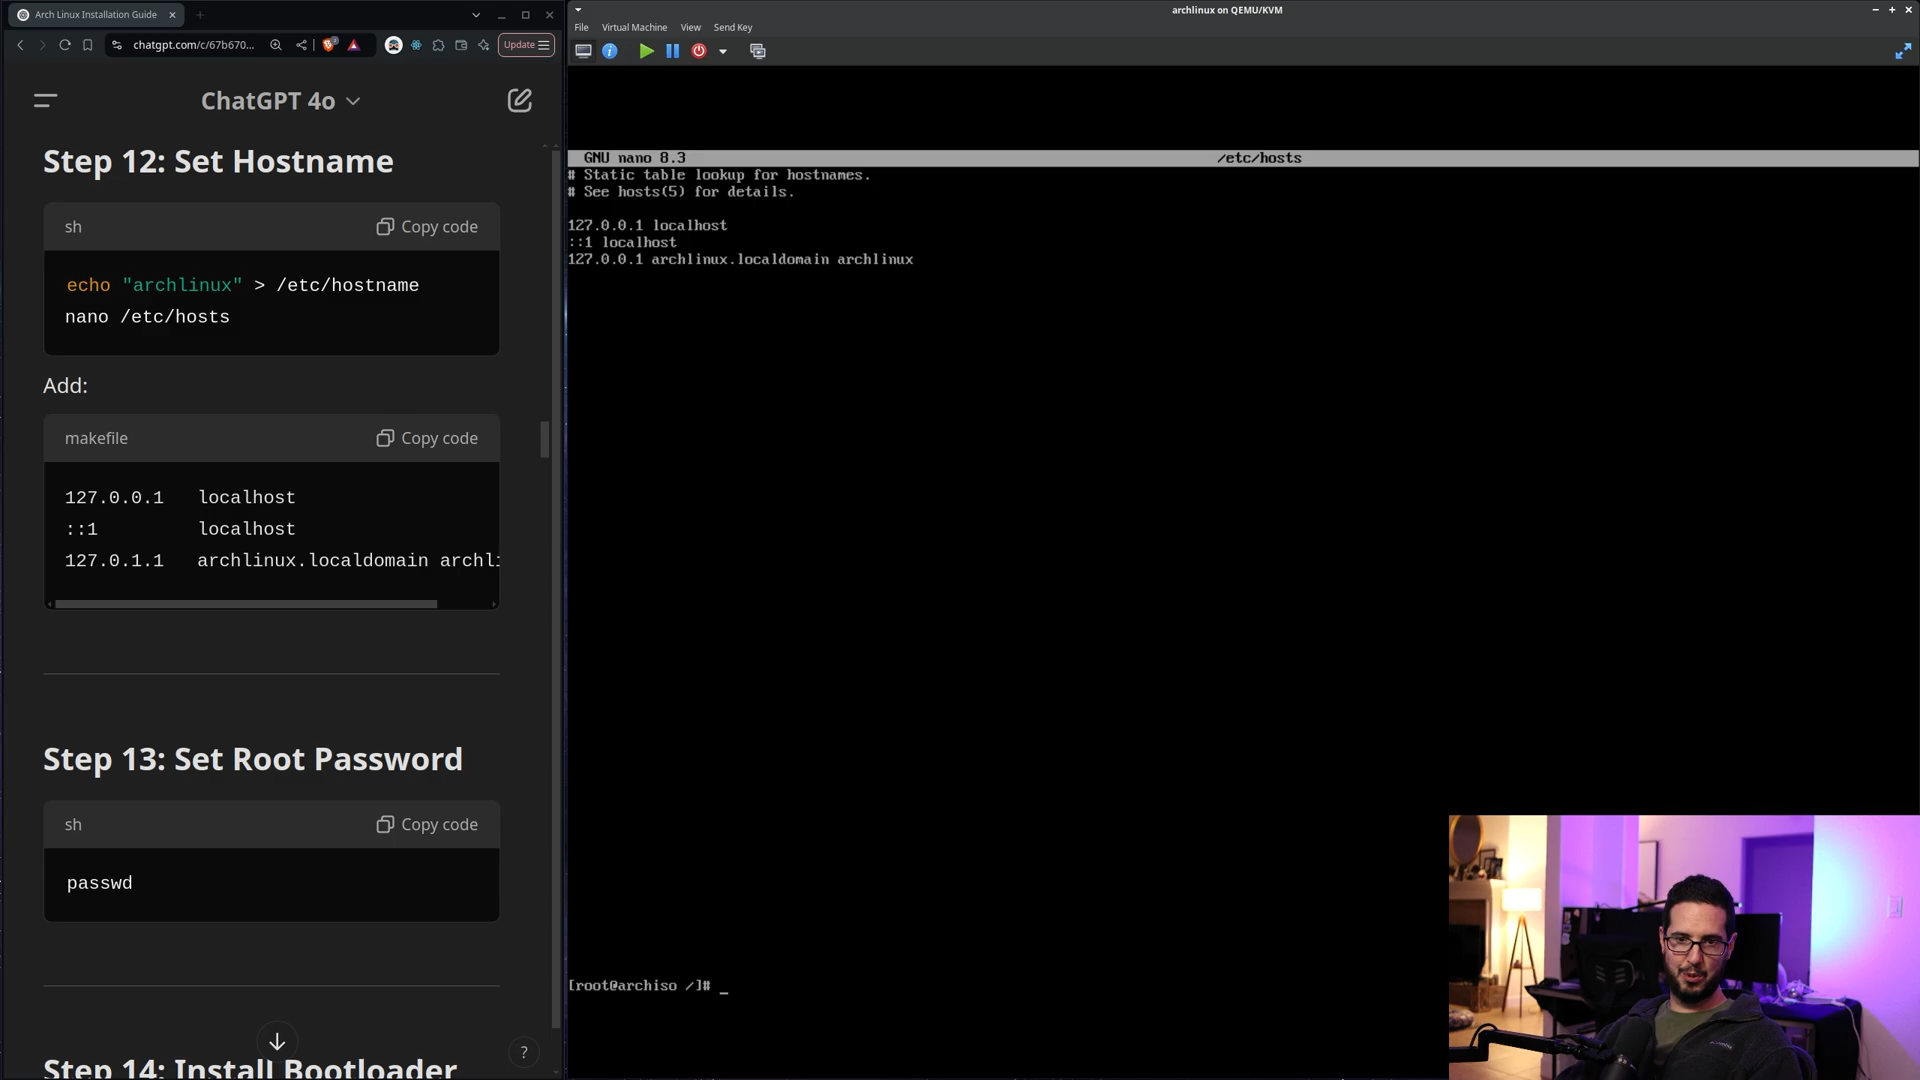 Arch Linux Installation Guide
chatgpt.com/c/67b670...
Update
ChatGPT 4o
Step 12: Set Hostname
sh
Copy code
echo "archlinux" > /etc/hostname
nano /etc/hosts
Add:
makefile
Copy code
127.0.0.1 localhost
::1 localhost
127.0.1.1 archlinux.localdomain archl
Step 13: Set Root Password
sh
Copy code
passwd
Step 14: Install Bootloader
?
archlinux on QEMU/KVM
File Virtual Machine View Send Key
GNU nano 8.3 /etc/hosts
# Static table lookup for hostnames.
# See hosts(5) for details.
127.0.0.1 localhost
::1 localhost
127.0.0.1 archlinux.localdomain archlinux
[root@archiso /]# _